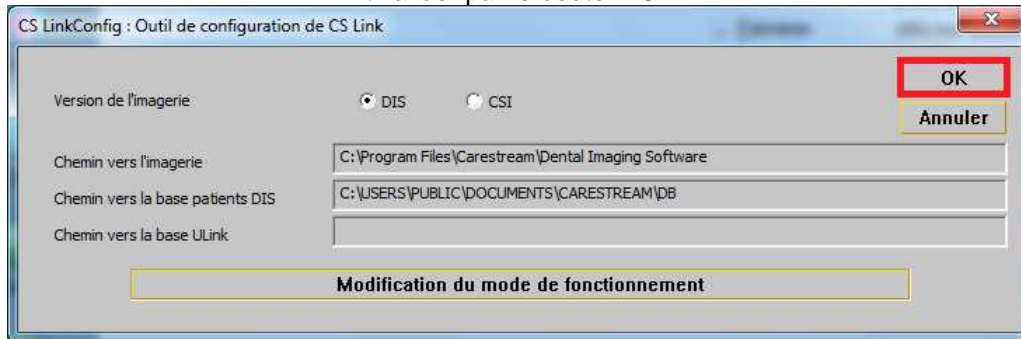 CS LinkConfig : Outil de configuration de CS Link
OK
Version de l'imagerie DIS CSI
Annuler
Chemin vers l'imagerie C:\Program Files\Carestream\Dental Imaging Software
Chemin vers la base patients DIS C:\USERS\PUBLIC\DOCUMENTS\CARESTREAM\DB
Chemin vers la base ULink
Modification du mode de fonctionnement